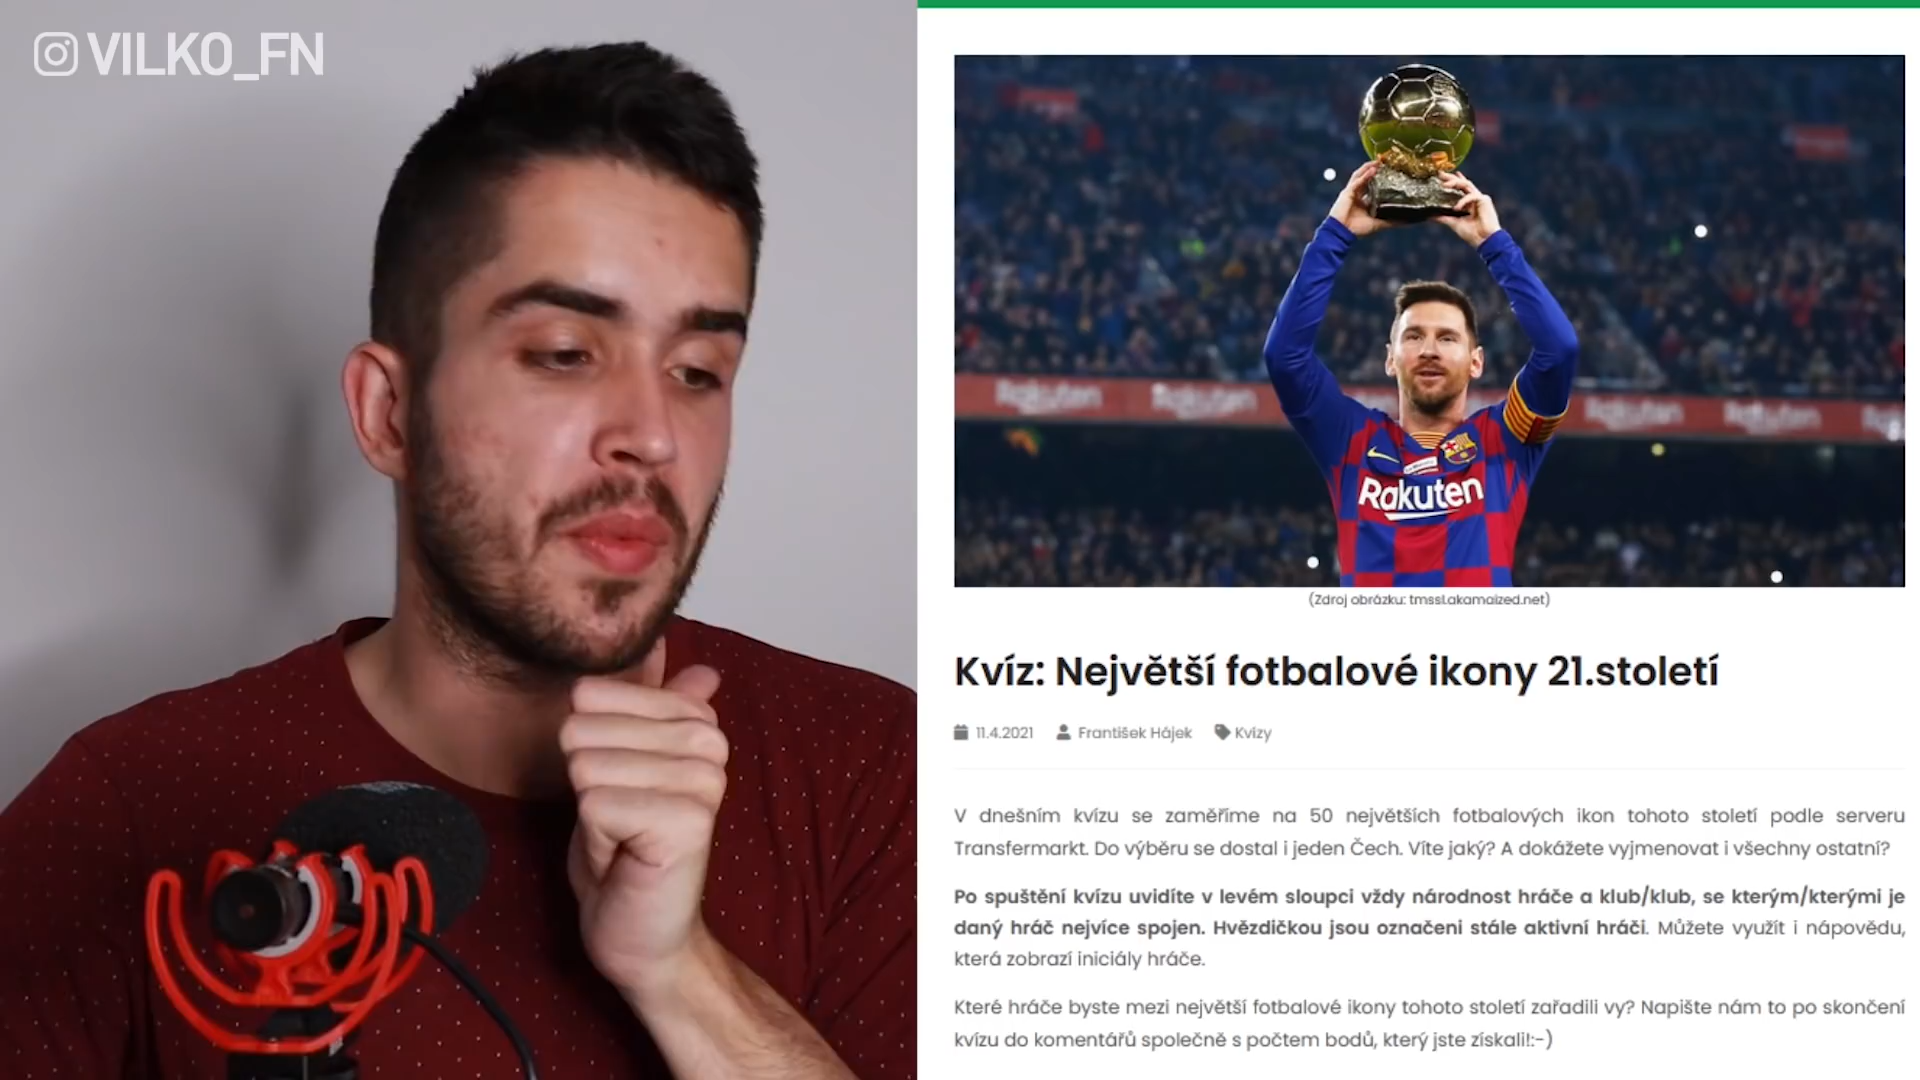 VILKO_FN
Rakuten
Rakuten
Rakuten
Rakuten
Rakuten
(Zdroj obrázku: tmssl.akamaized.net)
Kvíz: Největší fotbalové ikony 21.století
11.4.2021 František Hájek Kvízy
V dnešním kvízu se zaměříme na 50 největších fotbalových ikon tohoto století podle serveru
Transfermarkt. Do výběru se dostal i jeden Čech. Víte jaký? A dokážete vyjmenovat i všechny ostatní?
Po spuštění kvízu uvidíte v levém sloupci vždy národnost hráče a klub/klub, se kterým/kterými je
daný hráč nejvíce spojen. Hvězdičkou jsou označeni stále aktivní hráči. Můžete využít i nápovědu,
která zobrazí iniciály hráče.
Které hráče byste mezi největší fotbalové ikony tohoto století zařadili vy? Napište nám to po skončení
kvízu do komentářů společně s počtem bodů, který jste získali!:-)